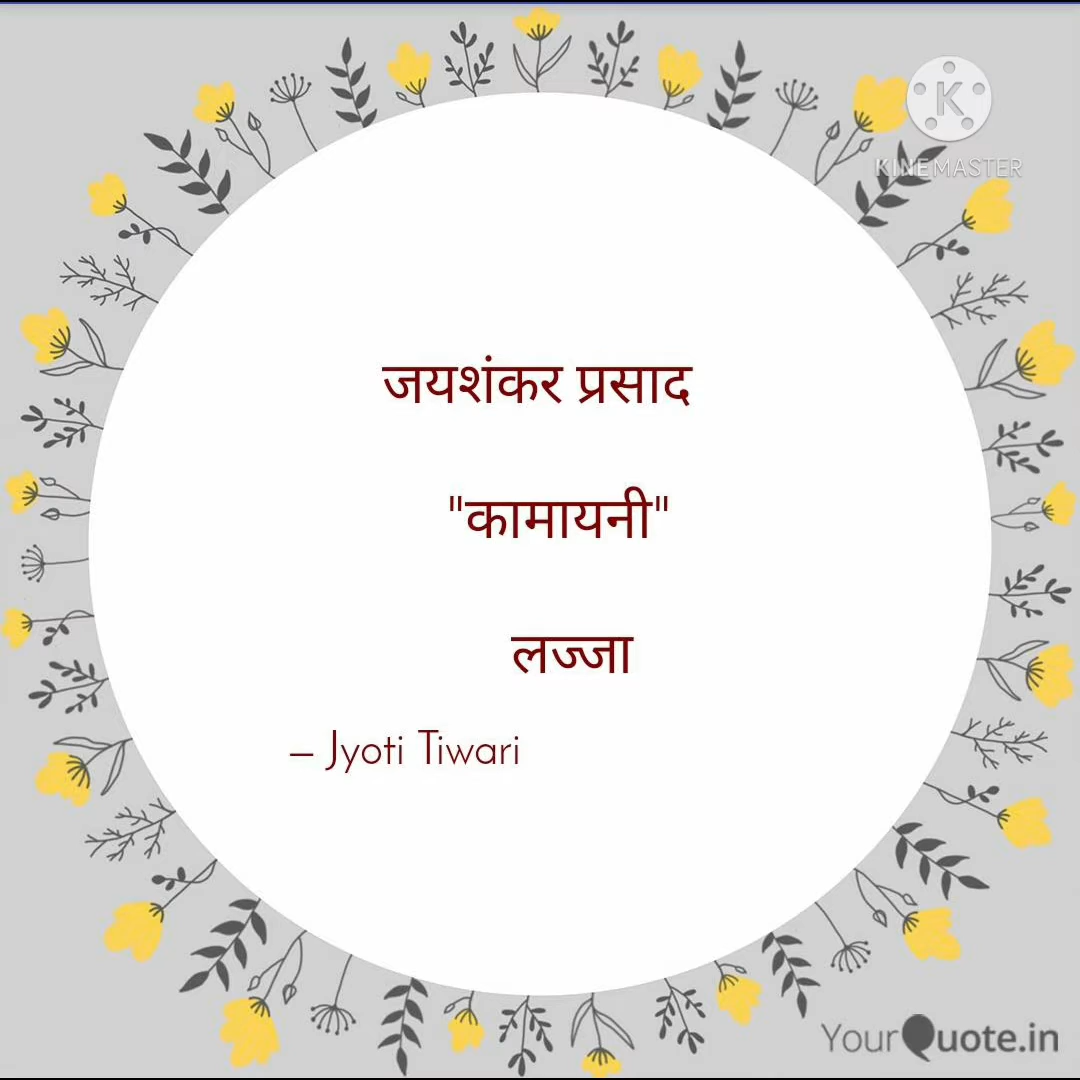 K
KINEMASTER
जयशंकर प्रसाद
"कामायनी"
लज्जा
– Jyoti Tiwari
YourQuote.in